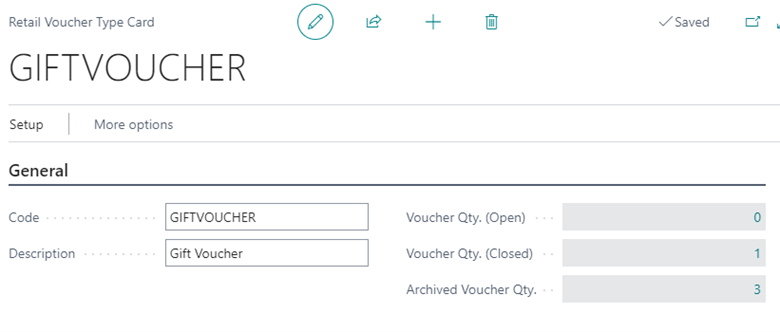 Retail Voucher Type Card
Saved
GIFTVOUCHER
Setup
More options
General
Code
GIFTVOUCHER
Voucher Qty. (Open)
0
Description
Gift Voucher
Voucher Qty. (Closed)
1
Archived Voucher Qty.
3